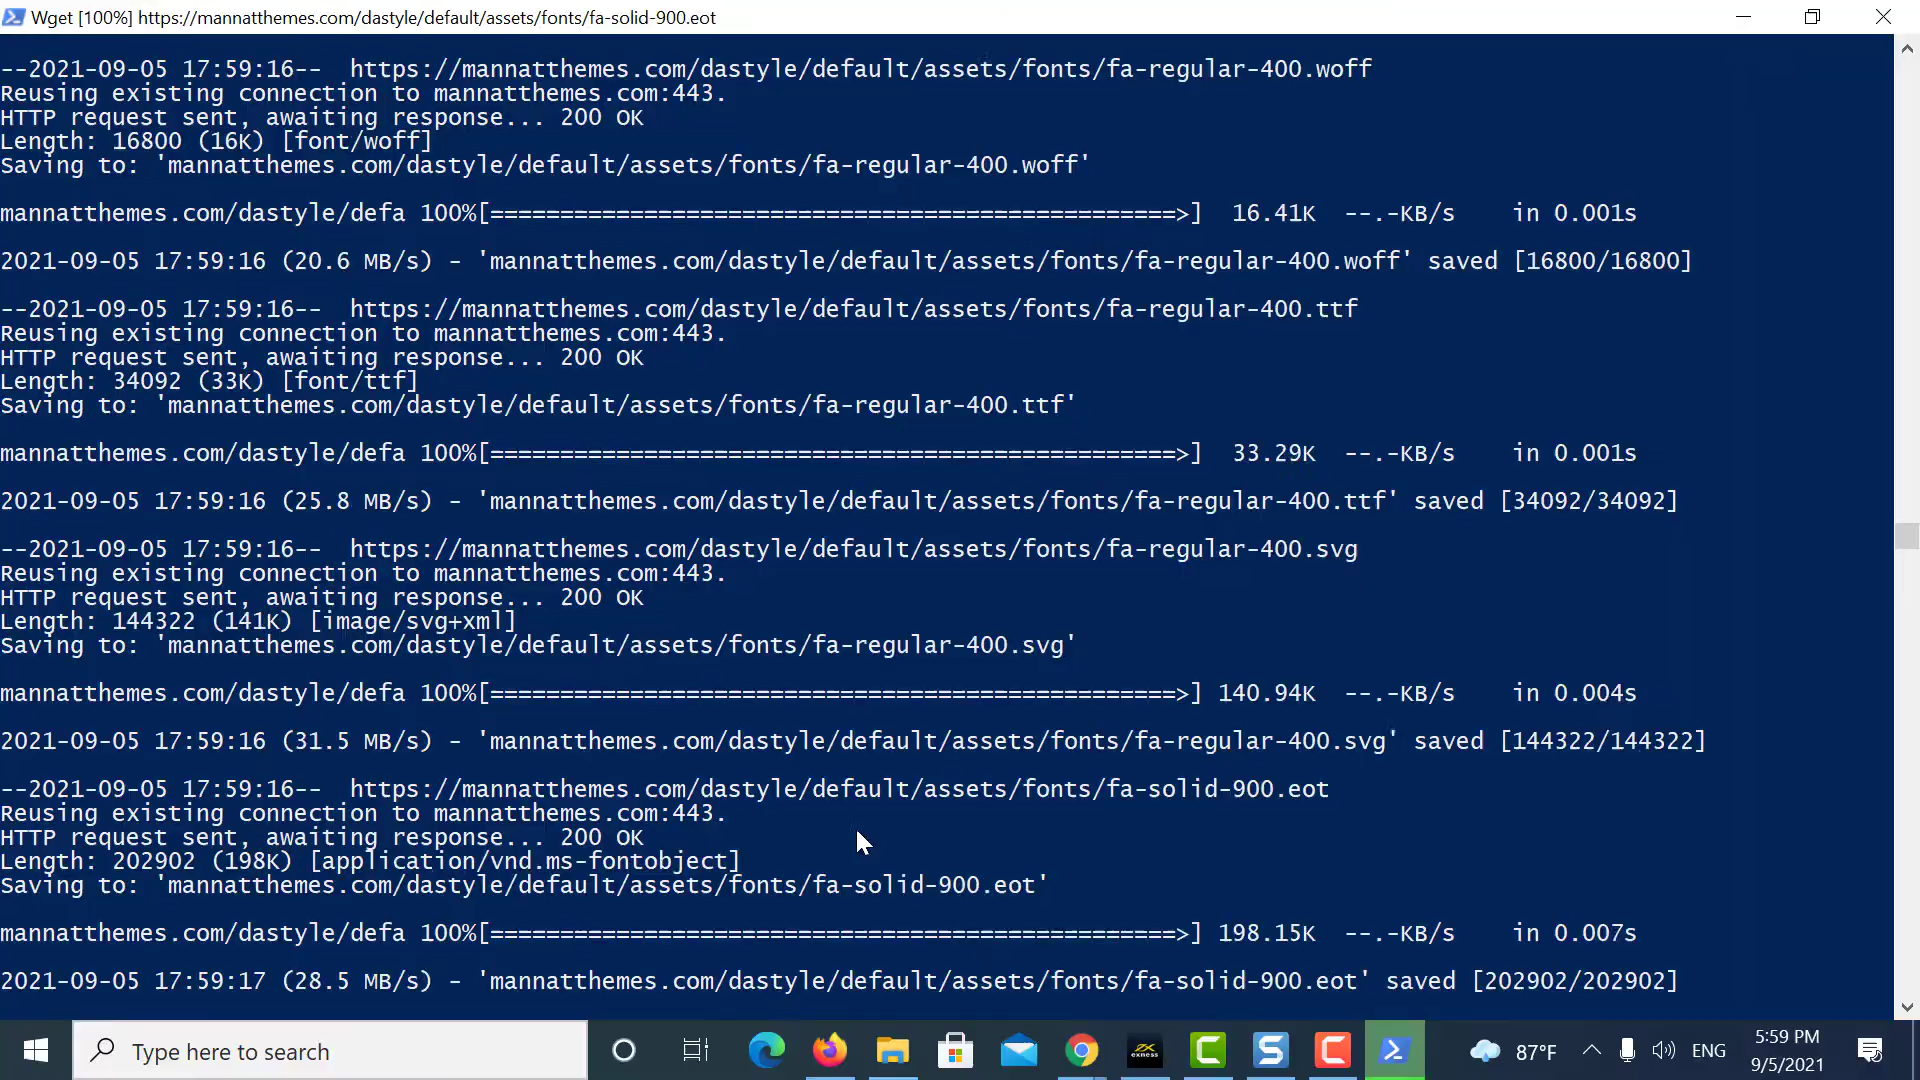 Wget [100%] https://mannatthemes.com/dastyle/default/assets/fonts/fa-solid-900.eot
--2021-09-05 17:59:16--  https://mannatthemes.com/dastyle/default/assets/fonts/fa-regular-400.woff
Reusing existing connection to mannatthemes.com:443.
HTTP request sent, awaiting response... 200 OK
Length: 16800 (16K) [font/woff]
Saving to: 'mannatthemes.com/dastyle/default/assets/fonts/fa-regular-400.woff'
mannatthemes.com/dastyle/defa 100%[=================================================>]  16.41K  --.-KB/s    in 0.001s
2021-09-05 17:59:16 (20.6 MB/s) - 'mannatthemes.com/dastyle/default/assets/fonts/fa-regular-400.woff' saved [16800/16800]
--2021-09-05 17:59:16--  https://mannatthemes.com/dastyle/default/assets/fonts/fa-regular-400.ttf
Reusing existing connection to mannatthemes.com:443.
HTTP request sent, awaiting response... 200 OK
Length: 34092 (33K) [font/ttf]
Saving to: 'mannatthemes.com/dastyle/default/assets/fonts/fa-regular-400.ttf'
mannatthemes.com/dastyle/defa 100%[=================================================>]  33.29K  --.-KB/s    in 0.001s
2021-09-05 17:59:16 (25.8 MB/s) - 'mannatthemes.com/dastyle/default/assets/fonts/fa-regular-400.ttf' saved [34092/34092]
--2021-09-05 17:59:16--  https://mannatthemes.com/dastyle/default/assets/fonts/fa-regular-400.svg
Reusing existing connection to mannatthemes.com:443.
HTTP request sent, awaiting response... 200 OK
Length: 144322 (141K) [image/svg+xml]
Saving to: 'mannatthemes.com/dastyle/default/assets/fonts/fa-regular-400.svg'
mannatthemes.com/dastyle/defa 100%[=================================================>] 140.94K  --.-KB/s    in 0.004s
2021-09-05 17:59:16 (31.5 MB/s) - 'mannatthemes.com/dastyle/default/assets/fonts/fa-regular-400.svg' saved [144322/144322]
--2021-09-05 17:59:16--  https://mannatthemes.com/dastyle/default/assets/fonts/fa-solid-900.eot
Reusing existing connection to mannatthemes.com:443.
HTTP request sent, awaiting response... 200 OK
Length: 202902 (198K) [application/vnd.ms-fontobject]
Saving to: 'mannatthemes.com/dastyle/default/assets/fonts/fa-solid-900.eot'
mannatthemes.com/dastyle/defa 100%[=================================================>] 198.15K  --.-KB/s    in 0.007s
2021-09-05 17:59:17 (28.5 MB/s) - 'mannatthemes.com/dastyle/default/assets/fonts/fa-solid-900.eot' saved [202902/202902]
Type here to search
exness
87°F
ENG
5:59 PM
9/5/2021